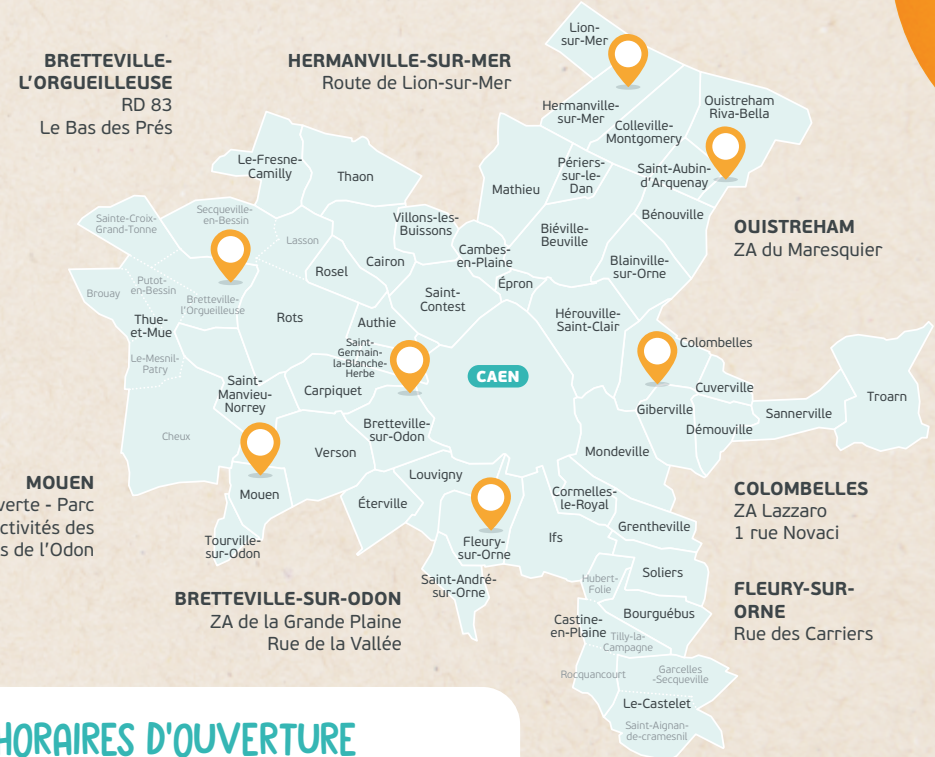 BRETTEVILLE-
L'ORGUEILLEUSE
RD 83
Le Bas des Prés
HERMANVILLE-SUR-MER
Route de Lion-sur-Mer
Lion-
sur-Mer
Hermanville-
sur-Mer
Colleville-
Montgomery
Ouistreham
Riva-Bella
Le-Fresne-
Camilly
Thaon
Mathieu
Périers-
sur-le-
Dan
Saint-Aubin-
d'Arquenay
Bénouville
Sainte-Croix-
Grand-Tonne
Secqueville-
en-Bessin
Lasson
Villons-les-
Buissons
Cambes-
en-Plaine
Biéville-
Beuville
OUISTREHAM
ZA du Maresquier
Rosel
Cairon
Blainville-
sur-Orne
Épron
Brouay
Putot-
en-Bessin
Bretteville-
l'Orgueilleuse
Saint-
Contest
Thue-
et-Mue
Rots
Authie
Hérouville-
Saint-Clair
Saint-
Germain-
la-Blanche-
Herbe
Colombelles
Le-Mesnil-
Patry
CAEN
Saint-
Manvieu-
Norrey
Carpiquet
Cuverville
Troarn
Giberville
Sannerville
Démouville
Cheux
Bretteville-
sur-Odon
Verson
Mondeville
MOUEN
verte - Parc
ctivités des
s de l'Odon
Mouen
Louvigny
Éterville
Cormelles-
le-Royal
COLOMBELLES
ZA Lazzaro
1 rue Novaci
Grentheville
Tourville-
sur-Odon
Fleury-
sur-Orne
Ifs
Saint-André-
sur-Orne
Hubert-
Folie
Soliers
BRETTEVILLE-SUR-ODON
ZA de la Grande Plaine
Rue de la Vallée
FLEURY-SUR-
ORNE
Rue des Carriers
Castine-
en-Plaine
Bourguébus
Tilly-la-
Campagne
Rocquancourt
Garcelles
-Secqueville
Le-Castelet
Saint-Aignan-
de-cramesnil
HORAIRES D'OUVERTURE